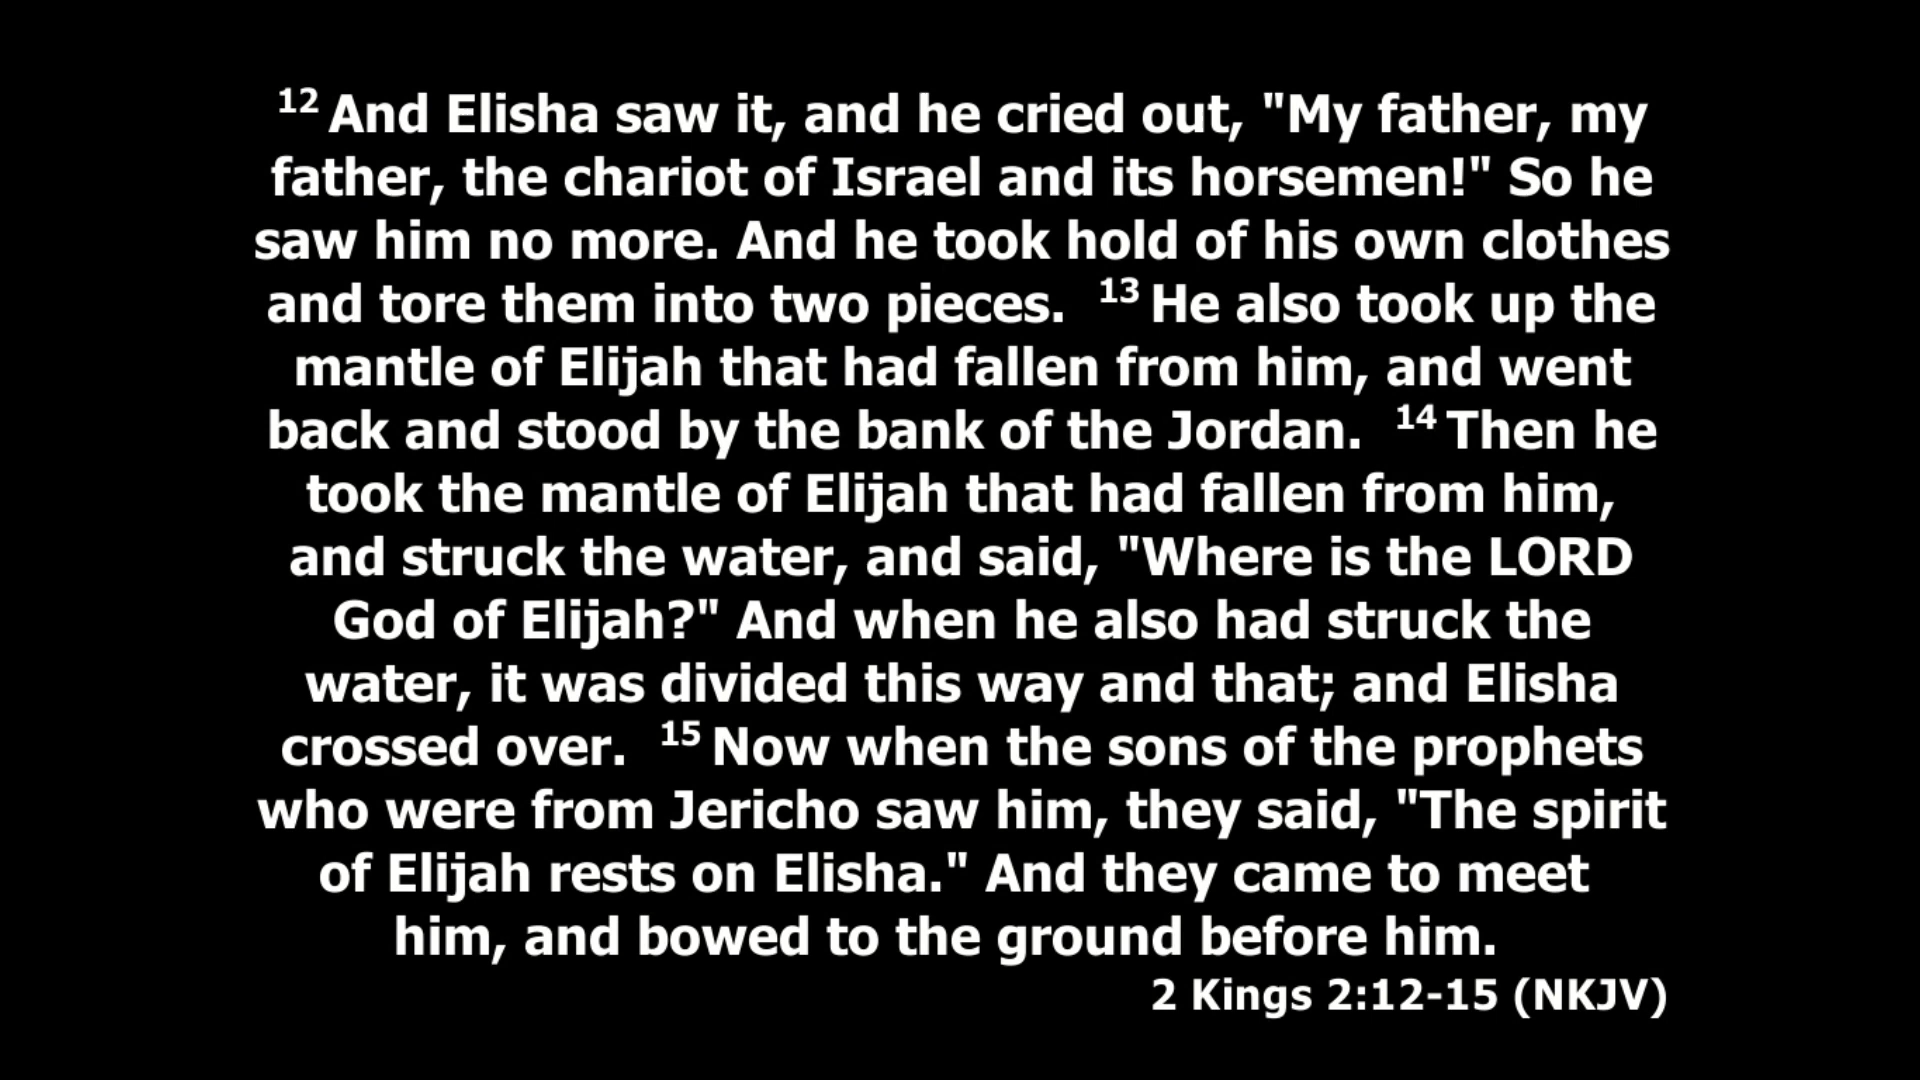 12 And Elisha saw it, and he cried out, "My father, my
father, the chariot of Israel and its horsemen!" So he
saw him no more. And he took hold of his own clothes
and tore them into two pieces. 13 He also took up the
mantle of Elijah that had fallen from him, and went
back and stood by the bank of the Jordan. 14 Then he
took the mantle of Elijah that had fallen from him,
and struck the water, and said, "Where is the LORD
God of Elijah?" And when he also had struck the
water, it was divided this way and that; and Elisha
crossed over. 15 Now when the sons of the prophets
who were from Jericho saw him, they said, "The spirit
of Elijah rests on Elisha." And they came to meet
him, and bowed to the ground before him.
2 Kings 2:12-15 (NKJV)